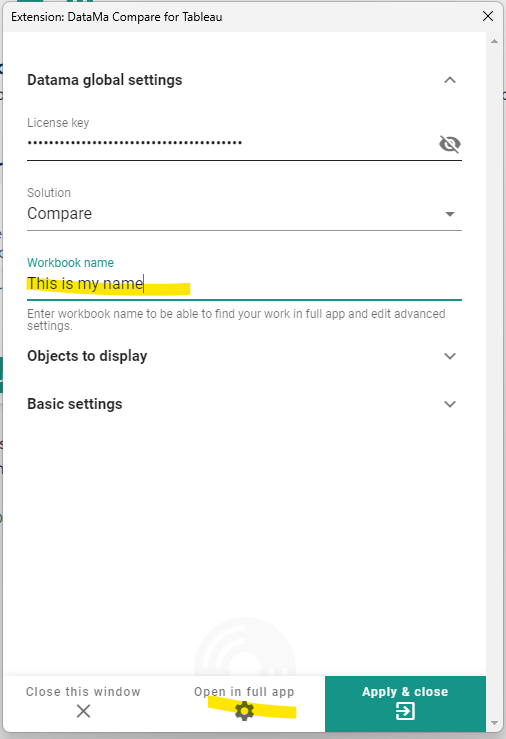 Extension: DataMa Compare for Tableau
Datama global settings
License key
••••••••••••••••••••••••••••••••••••••••
Solution
Compare
Workbook name
This is my name
Enter workbook name to be able to find your work in full app and edit advanced
settings.
Objects to display
Basic settings
Close this window
Open in full app
Apply & close